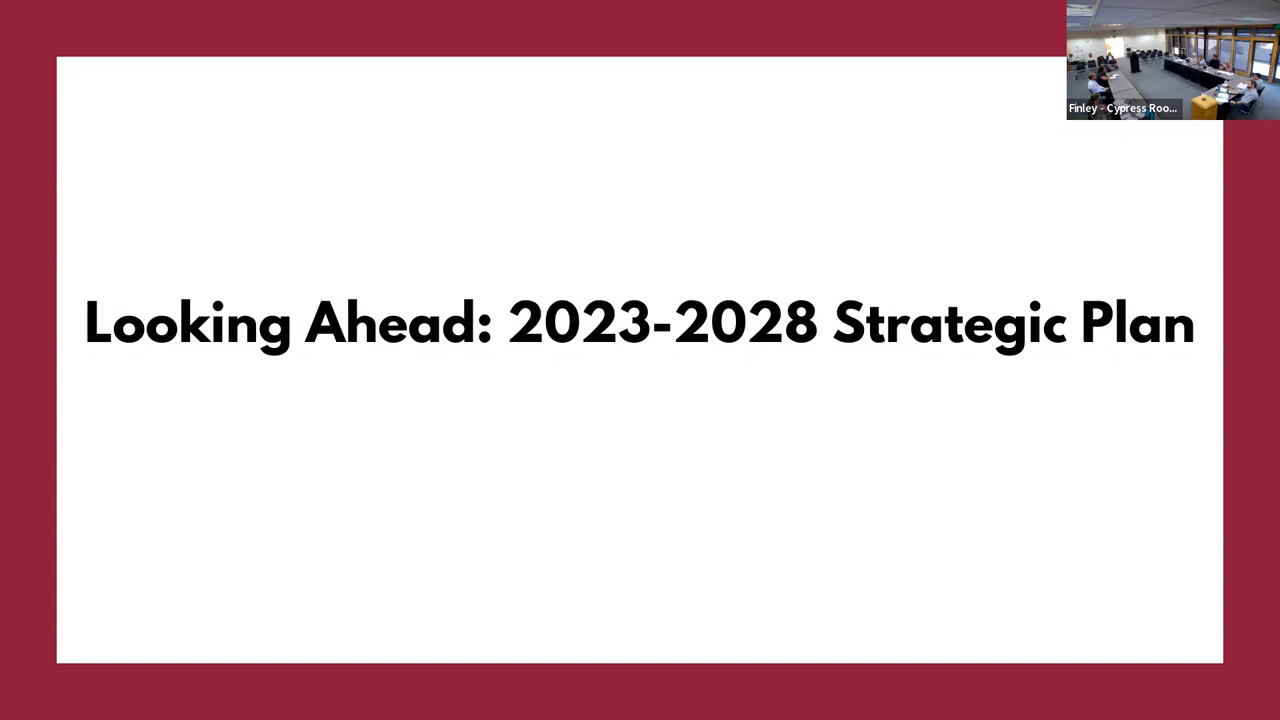 Finley - Cypress Roo...
Looking Ahead: 2023-2028 Strategic Plan